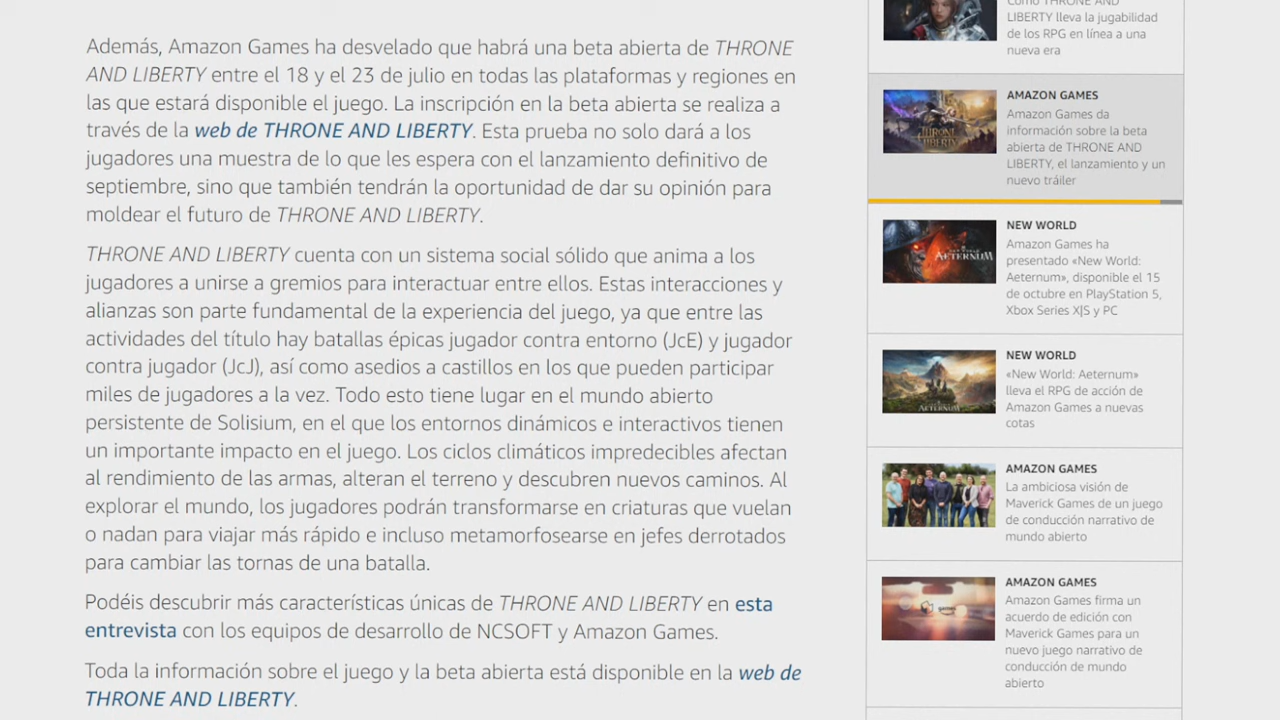 Además, Amazon Games ha desvelado que habrá una beta abierta de THRONE
AND LIBERTY entre el 18 y el 23 de julio en todas las plataformas y regiones en
las que estará disponible el juego. La inscripción en la beta abierta se realiza a
través de la web de THRONE AND LIBERTY. Esta prueba no solo dará a los
jugadores una muestra de lo que les espera con el lanzamiento definitivo de
septiembre, sino que también tendrán la oportunidad de dar su opinión para
moldear el futuro de THRONE AND LIBERTY.
THRONE AND LIBERTY cuenta con un sistema social sólido que anima a los
jugadores a unirse a gremios para interactuar entre ellos. Estas interacciones y
alianzas son parte fundamental de la experiencia del juego, ya que entre las
actividades del título hay batallas épicas jugador contra entorno (JcE) y jugador
contra jugador (JcJ), así como asedios a castillos en los que pueden participar
miles de jugadores a la vez. Todo esto tiene lugar en el mundo abierto
persistente de Solisium, en el que los entornos dinámicos e interactivos tienen
un importante impacto en el juego. Los ciclos climáticos impredecibles afectan
al rendimiento de las armas, alteran el terreno y descubren nuevos caminos. Al
explorar el mundo, los jugadores podrán transformarse en criaturas que vuelan
o nadan para viajar más rápido e incluso metamorfosearse en jefes derrotados
para cambiar las tornas de una batalla.
Podéis descubrir más características únicas de THRONE AND LIBERTY en esta
entrevista con los equipos de desarrollo de NCSOFT y Amazon Games.
Toda la información sobre el juego y la beta abierta está disponible en la web de
THRONE AND LIBERTY.
Cómo THRONE AND
LIBERTY lleva la jugabilidad
de los RPG en línea a una
nueva era
THRONE
LIBERTY
AMAZON GAMES
Amazon Games da
información sobre la beta
abierta de THRONE AND
LIBERTY, el lanzamiento y un
nuevo tráiler
AETERNUM
NEW WORLD
Amazon Games ha
presentado «New World:
Aeternum», disponible el 15
de octubre en PlayStation 5,
Xbox Series X|S y PC
AETERNUM
NEW WORLD
«New World: Aeternum»
lleva el RPG de acción de
Amazon Games a nuevas
cotas
AMAZON GAMES
La ambiciosa visión de
Maverick Games de un juego
de conducción narrativo de
mundo abierto
games
AMAZON GAMES
Amazon Games firma un
acuerdo de edición con
Maverick Games para un
nuevo juego narrativo de
conducción de mundo
abierto